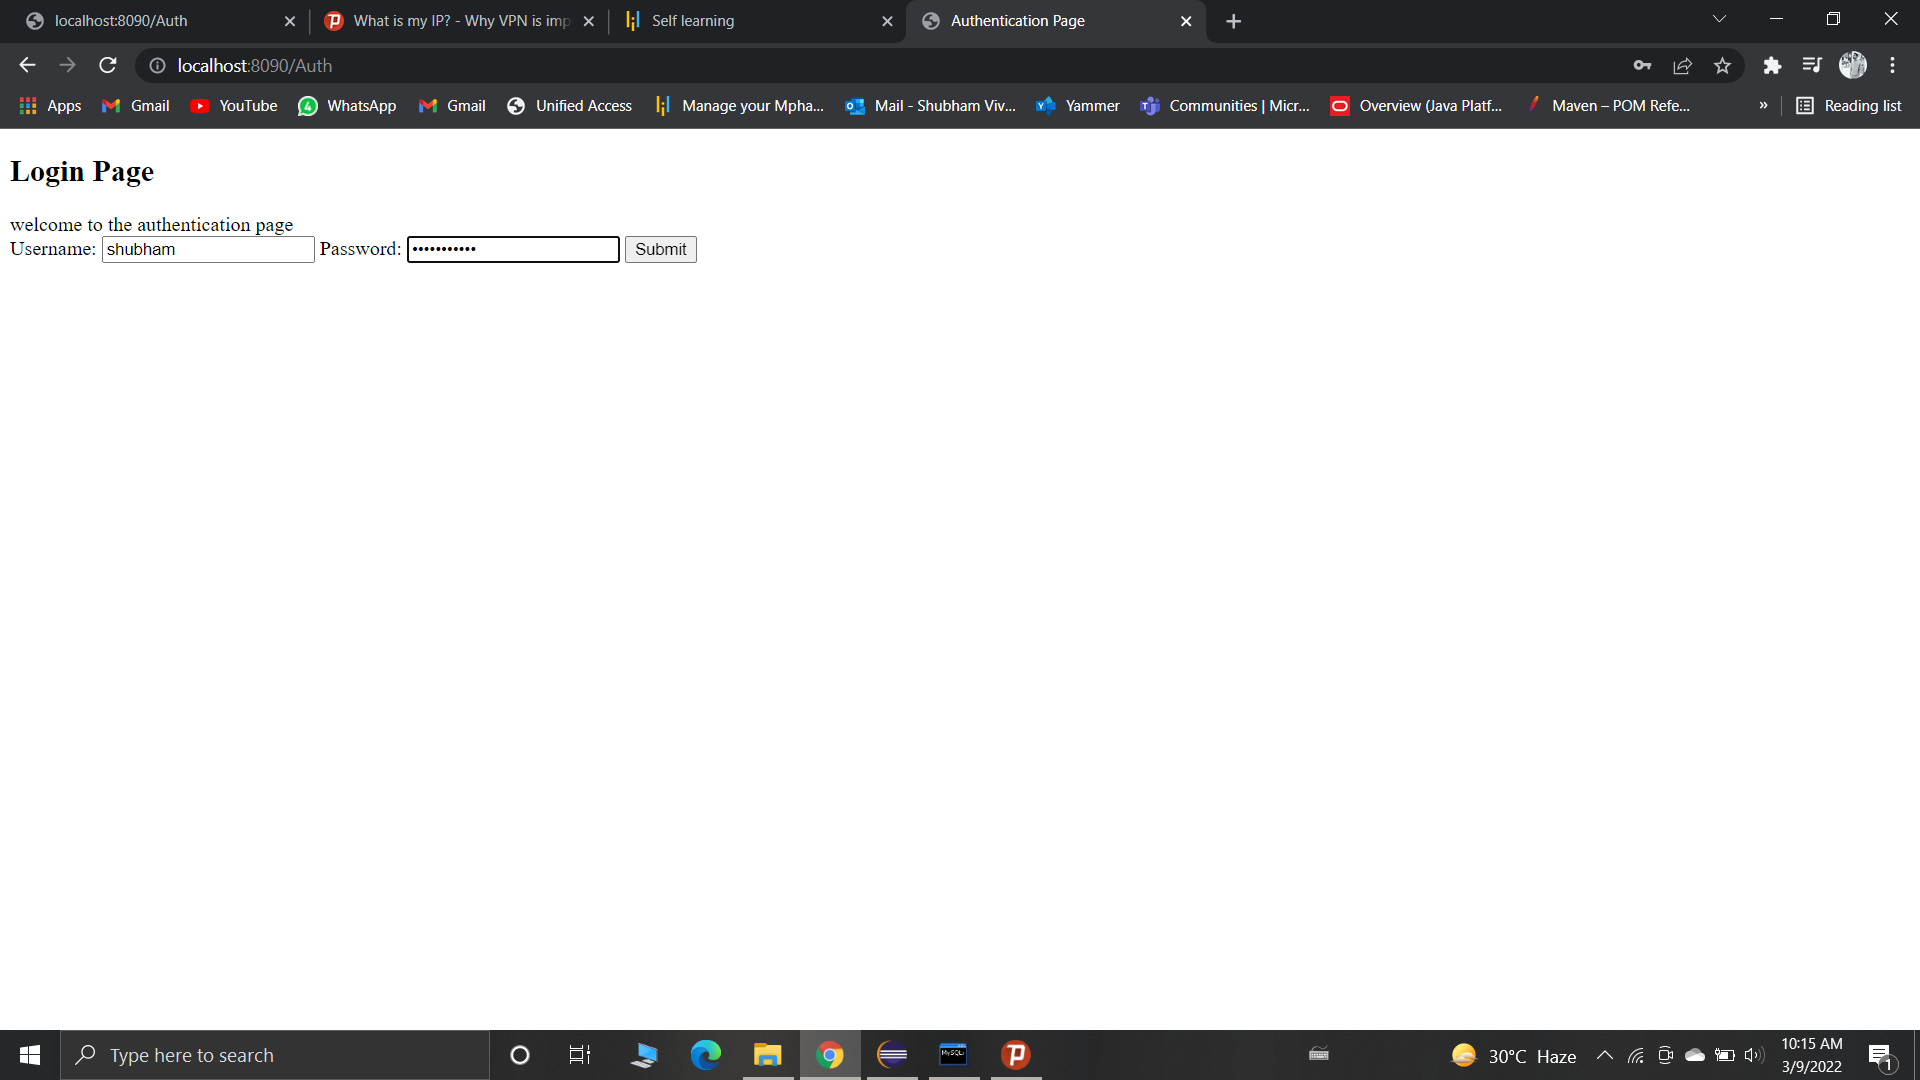 localhost:8090/Auth
What is my IP? - Why VPN is imp
Self learning
Authentication Page
localhost:8090/Auth
Apps
Gmail
YouTube
4
WhatsApp
Gmail
Unified Access
Manage your Mpha...
Mail - Shubham Viv...
Yammer
Communities | Micr...
Overview (Java Platf...
Maven – POM Refe...
»
Reading list
Login Page
welcome to the authentication page
Username: shubham Password: ••••••••••• Submit
Type here to search
MySQL
30°C Haze
10:15 AM
3/9/2022
1